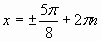 x = ± 5π/8 + 2πn